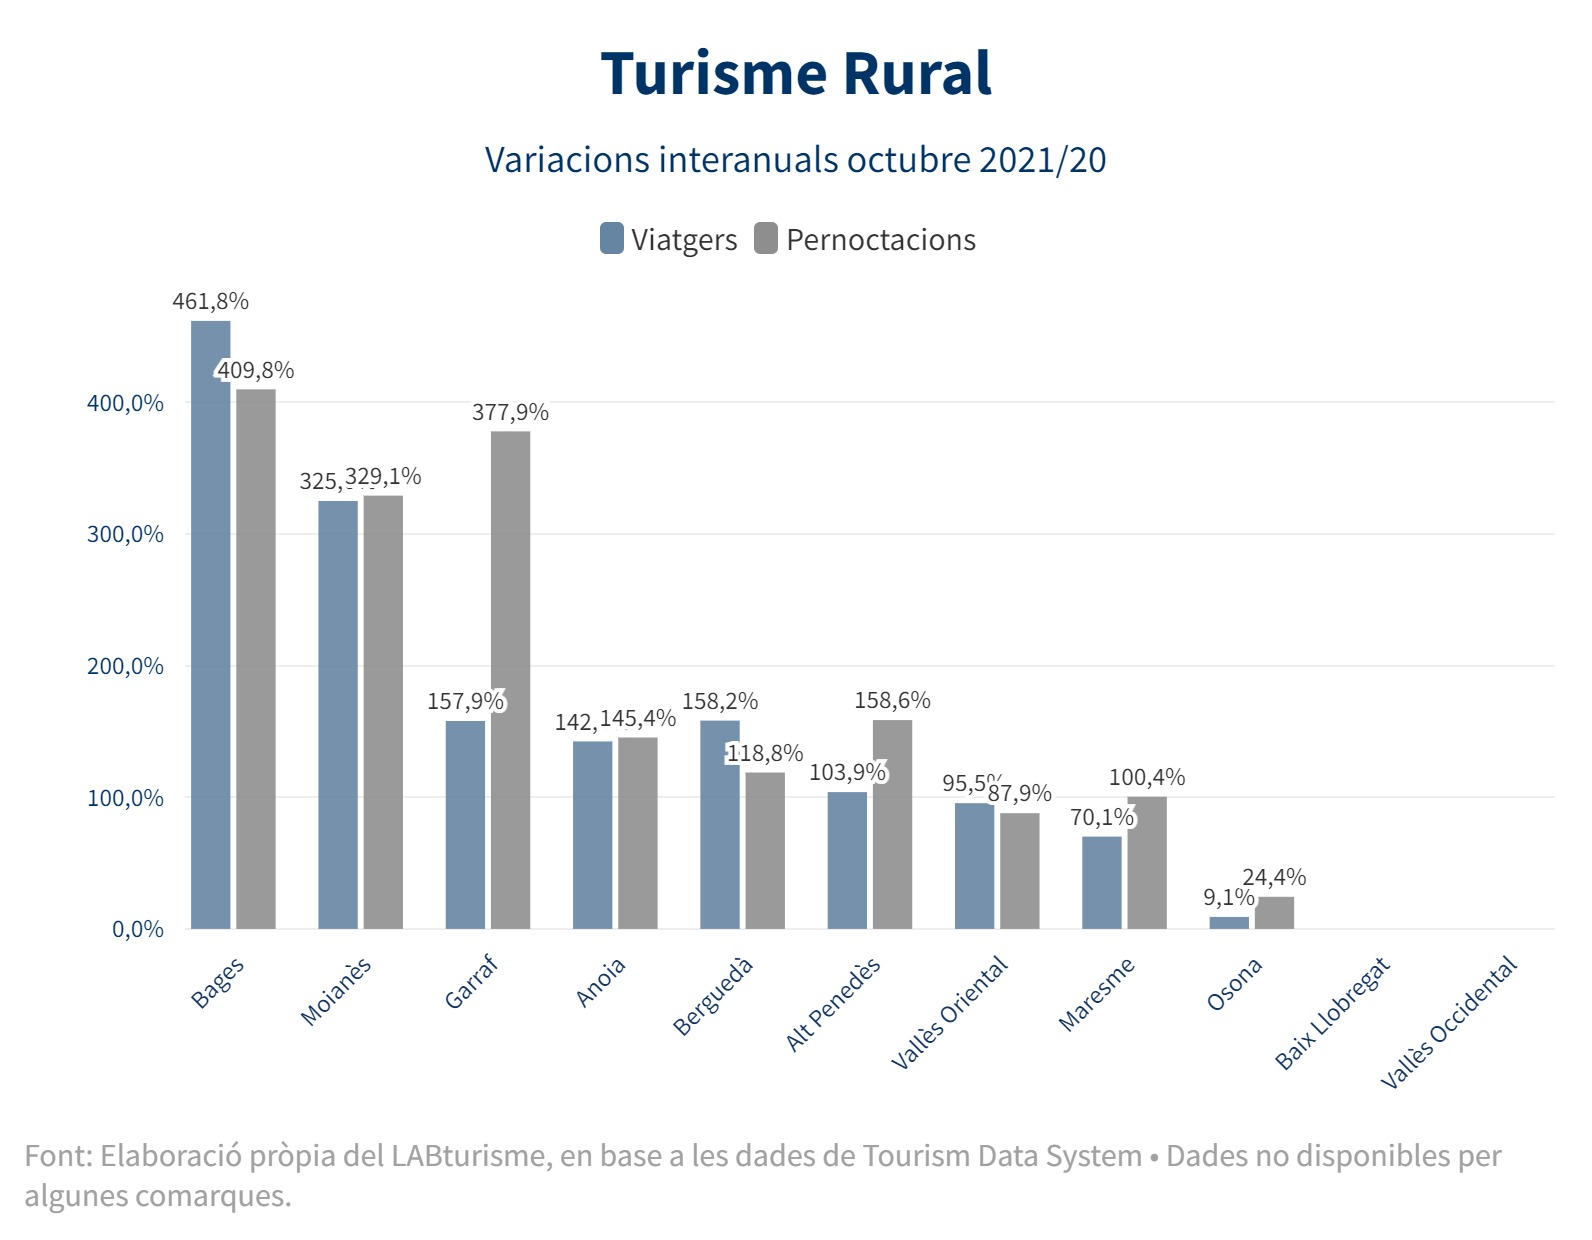 Turisme Rural
Variacions interanuals octubre 2021/20
Viatgers Pernoctacions
461,8%
409,8%
400,0%
377,9%
329,1%
300,0%
200,0%
157,9%
145,4%
158,2%
118,8%
103,9%
158,6%
95,5%
87,9%
100,0%
70,1%
100,4%
9,1%
24,4%
0,0%
Bages
Moianès
Garraf
Anoia
Berguedà
Alt Penedès
Vallès Oriental
Maresme
Osona
Baix Llobregat
Vallès Occidental
Font: Elaboració pròpia del LABturisme, en base a les dades de Tourism Data System • Dades no disponibles per
algunes comarques.